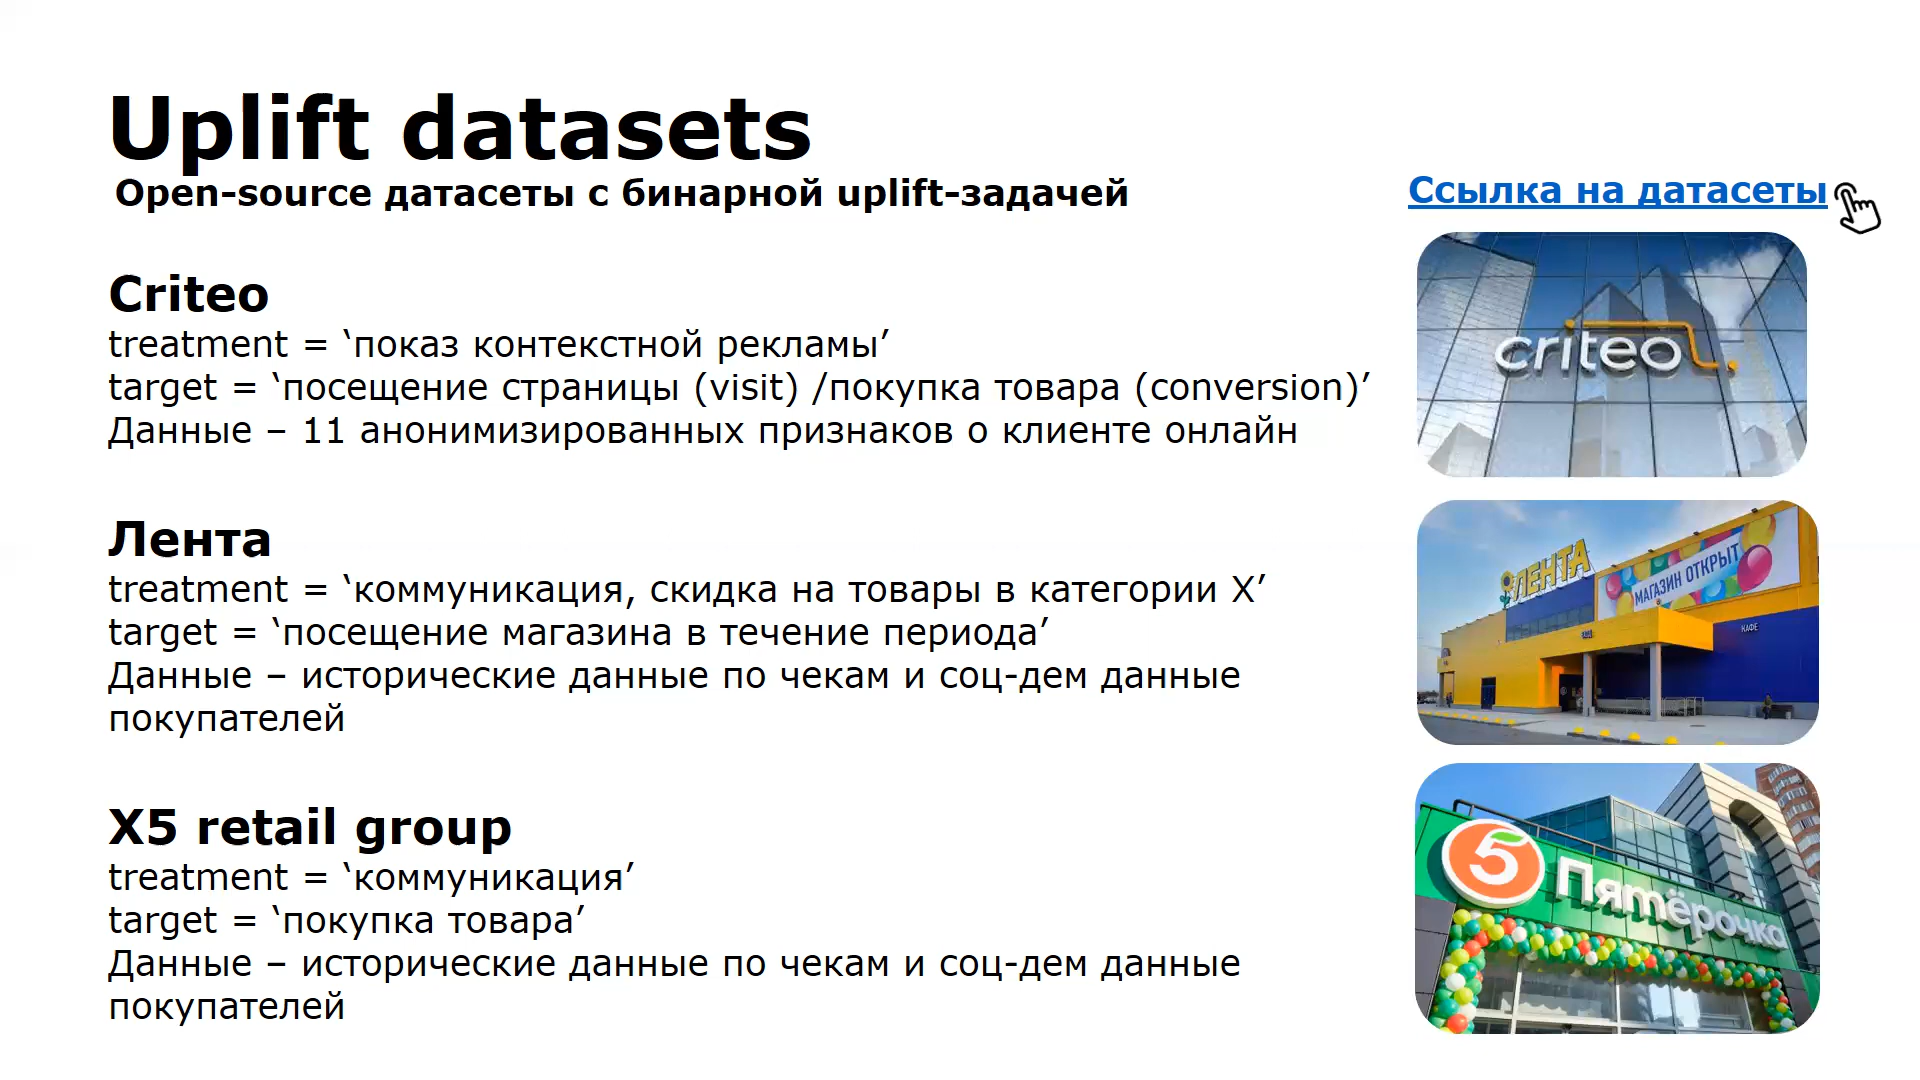 Uplift datasets
Open-source датасеты с бинарной uplift-задачей
Ссылка на датасеты
Criteo
treatment = ‘показ контекстной рекламы’
target = ‘посещение страницы (visit) /покупка товара (conversion)’
Данные – 11 анонимизированных признаков о клиенте онлайн
criteo
Лента
treatment = ‘коммуникация, скидка на товары в категории X’
target = ‘посещение магазина в течение периода’
Данные – исторические данные по чекам и соц-дем данные
покупателей
ЛЕНТА
МАГАЗИН ОТКРЫТ
КАФЕ
X5 retail group
treatment = ‘коммуникация’
target = ‘покупка товара’
Данные – исторические данные по чекам и соц-дем данные
покупателей
5 Пятёрочка